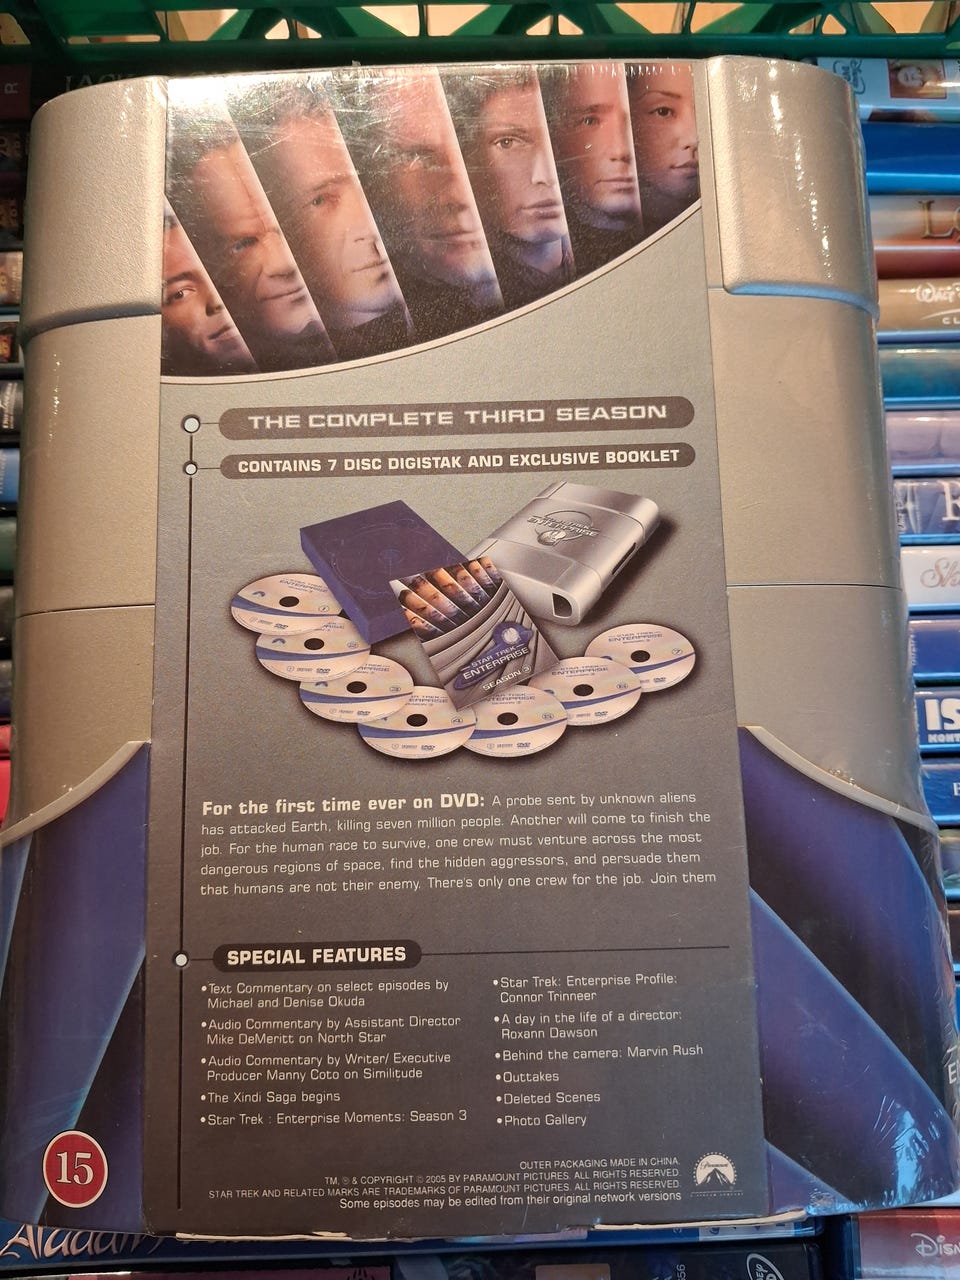 THE COMPLETE THIRD SEASON
CONTAINS 7 DISC DIGISTAK AND EXCLUSIVE BOOKLET
STAR TREK
ENTERPRISE
SEASON 3
For the first time ever on DVD: A probe sent by unknown aliens
has attacked Earth, killing seven million people. Another will come to finish the
job. For the human race to survive, one crew must venture across the most
dangerous regions of space, find the hidden aggressors, and persuade them
that humans are not their enemy. There's only one crew for the job. Join them
SPECIAL FEATURES
•Text Commentary on select episodes by
Michael and Denise Okuda
•Audio Commentary by Assistant Director
Mike DeMeritt on North Star
•Audio Commentary by Writer/ Executive
Producer Manny Coto on Similitude
•The Xindi Saga begins
•Star Trek : Enterprise Moments: Season 3
•Star Trek: Enterprise Profile:
Connor Trinneer
•A day in the life of a director:
Roxann Dawson
•Behind the camera: Marvin Rush
•Outtakes
•Deleted Scenes
•Photo Gallery
15
OUTER PACKAGING MADE IN CHINA.
TM, ® & COPYRIGHT © 2005 BY PARAMOUNT PICTURES. ALL RIGHTS RESERVED.
STAR TREK AND RELATED MARKS ARE TRADEMARKS OF PARAMOUNT PICTURES. ALL RIGHTS RESERVED.
Some episodes may be edited from their original network versions
Paramount
Aladdin